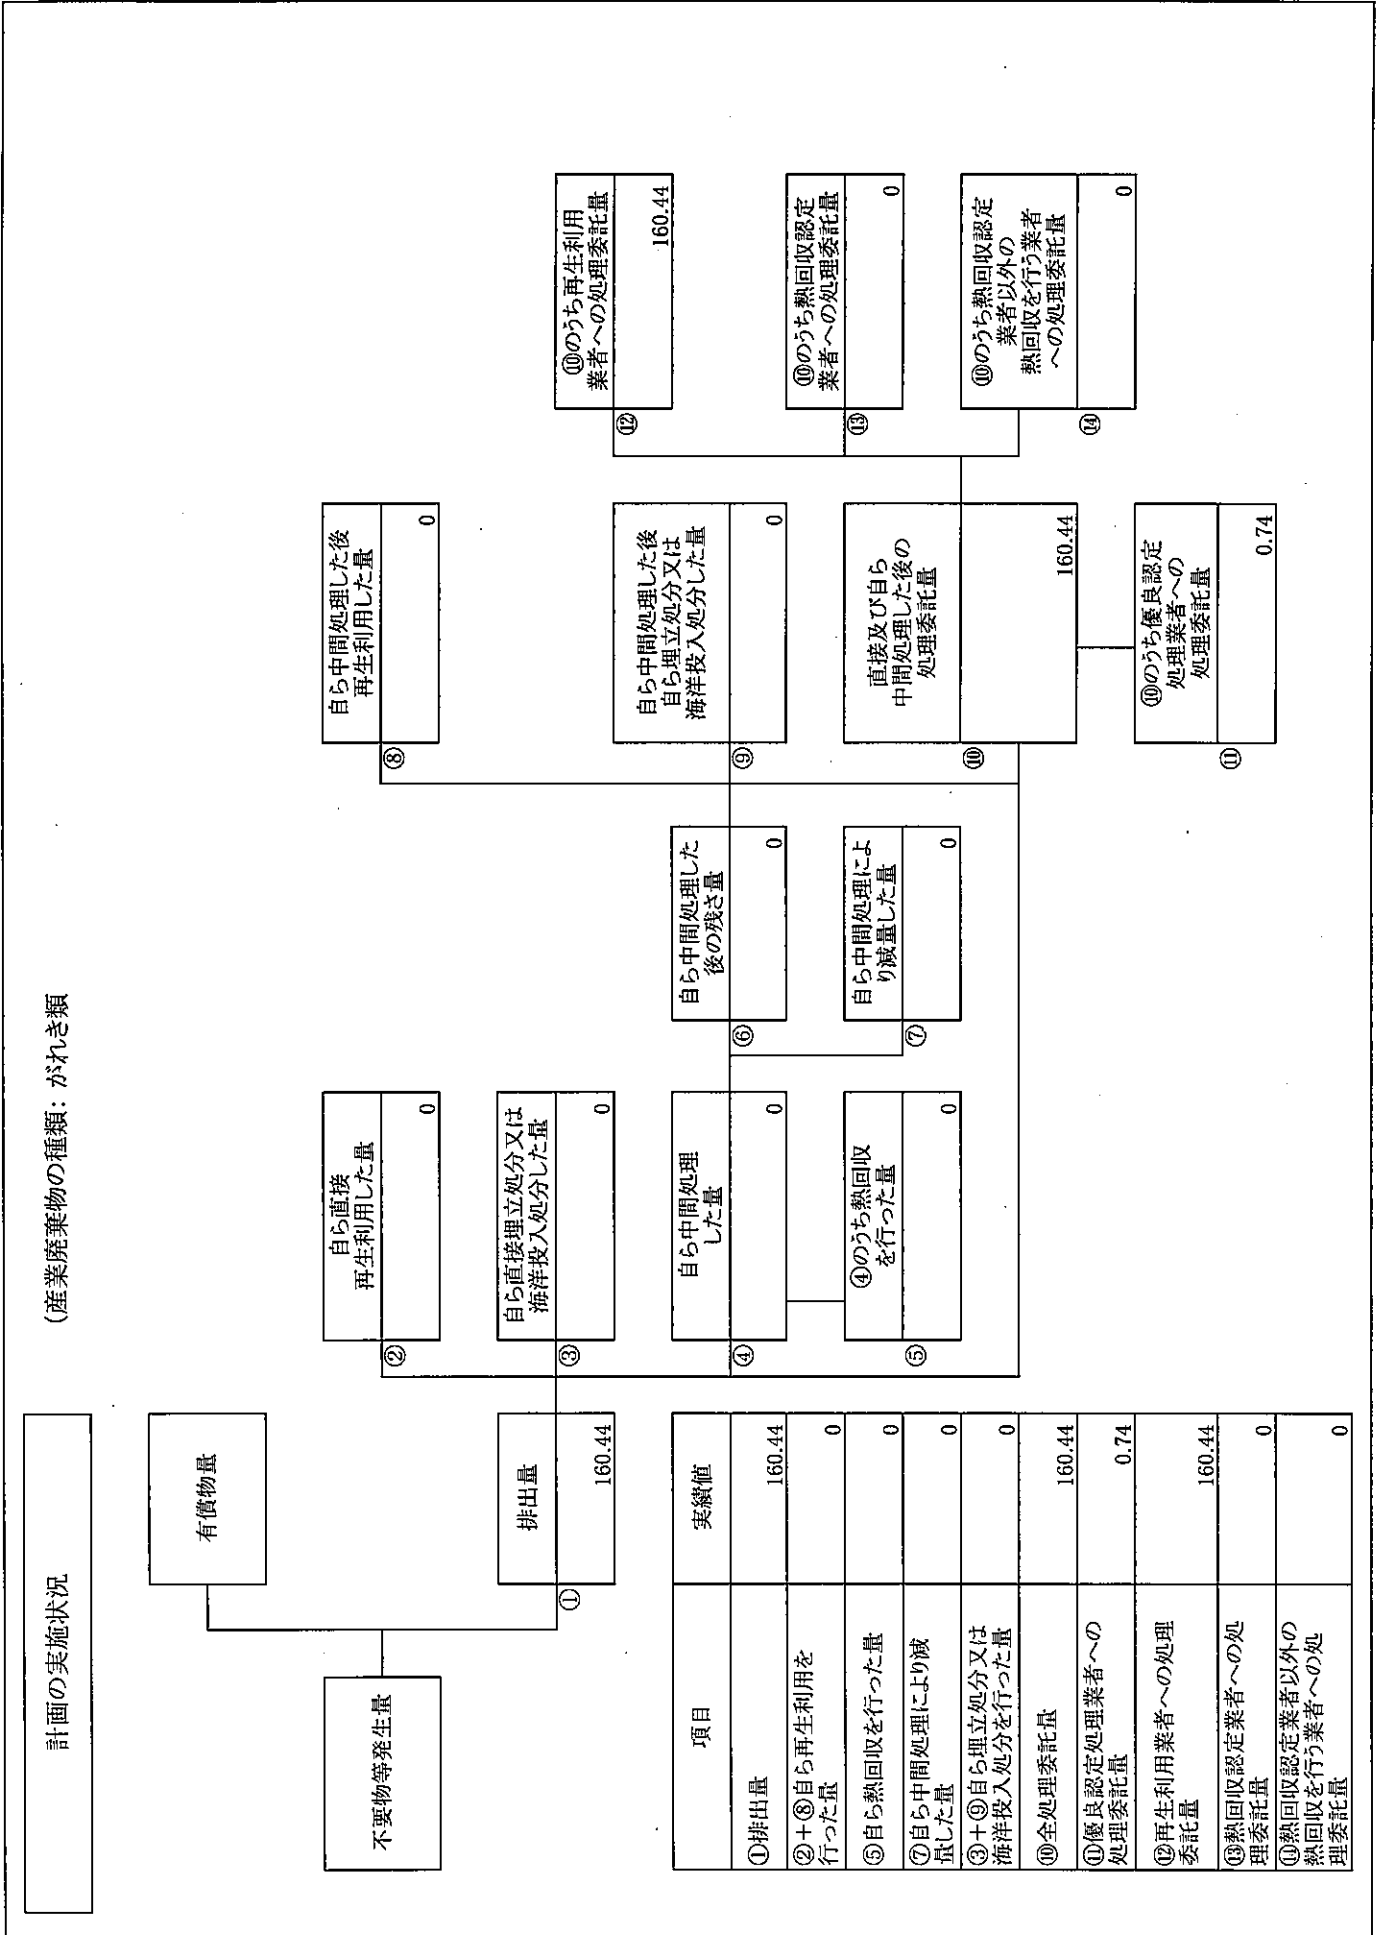 計画の実施状況
（産業廃棄物の種類：がれき類
不要物等発生量
有償物量
排出量
①
160.44
自ら直接
再生利用した量
②
0
自ら直接埋立処分又は
海洋投入処分した量
③
0
自ら中間処理
した量
④
0
④のうち熱回収
を行った量
⑤
0
自ら中間処理した
後の残さ量
⑥
0
自ら中間処理によ
り減量した量
⑦
0
自ら中間処理した後
再生利用した量
⑧
0
自ら中間処理した後
自ら埋立処分又は
海洋投入処分した量
⑨
0
直接及び自ら
中間処理した後の
処理委託量
⑩
160.44
⑩のうち優良認定
処理業者への
処理委託量
⑪
0.74
⑩のうち再生利用
業者への処理委託量
⑫
160.44
⑩のうち熱回収認定
業者への処理委託量
⑬
0
⑩のうち熱回収認定
業者以外の
熱回収を行う業者
への処理委託量
⑭
0
項目 実績値
①排出量 160.44
②＋⑧自ら再生利用を
行った量 0
⑤自ら熱回収を行った量 0
⑦自ら中間処理により減
量した量 0
③＋⑨自ら埋立処分又は
海洋投入処分を行った量 0
⑩全処理委託量 160.44
⑪優良認定処理業者への
処理委託量 0.74
⑫再生利用業者への処理
委託量 160.44
⑬熱回収認定業者への処
理委託量 0
⑭熱回収認定業者以外の
熱回収を行う業者への処
理委託量 0